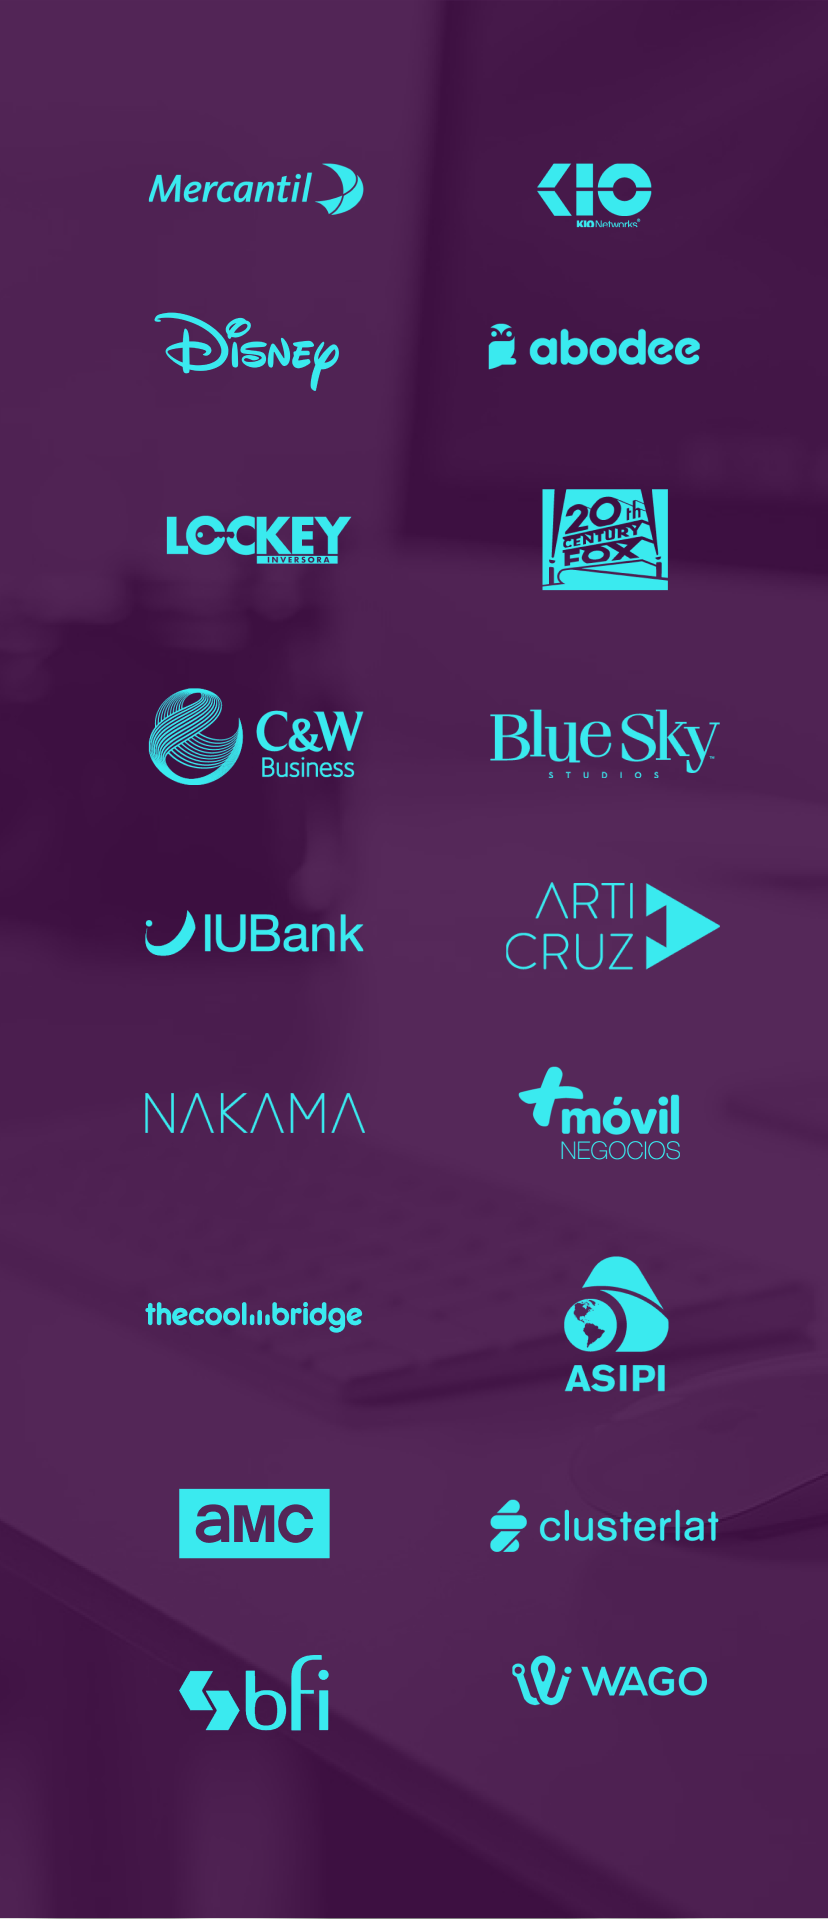 Mercantil
KIO
KIO Networks®
Disney
abodee
LOCKEY
INVERSORA
20th
CENTURY
FOX
C&W
Business
Blue Sky™
STUDIOS
IUBank
ARTI
CRUZ
NAKAMA
+móvil
NEGOCIOS
thecoolbridge
ASIPI
aMC
clusterlat
bfi
WAGO